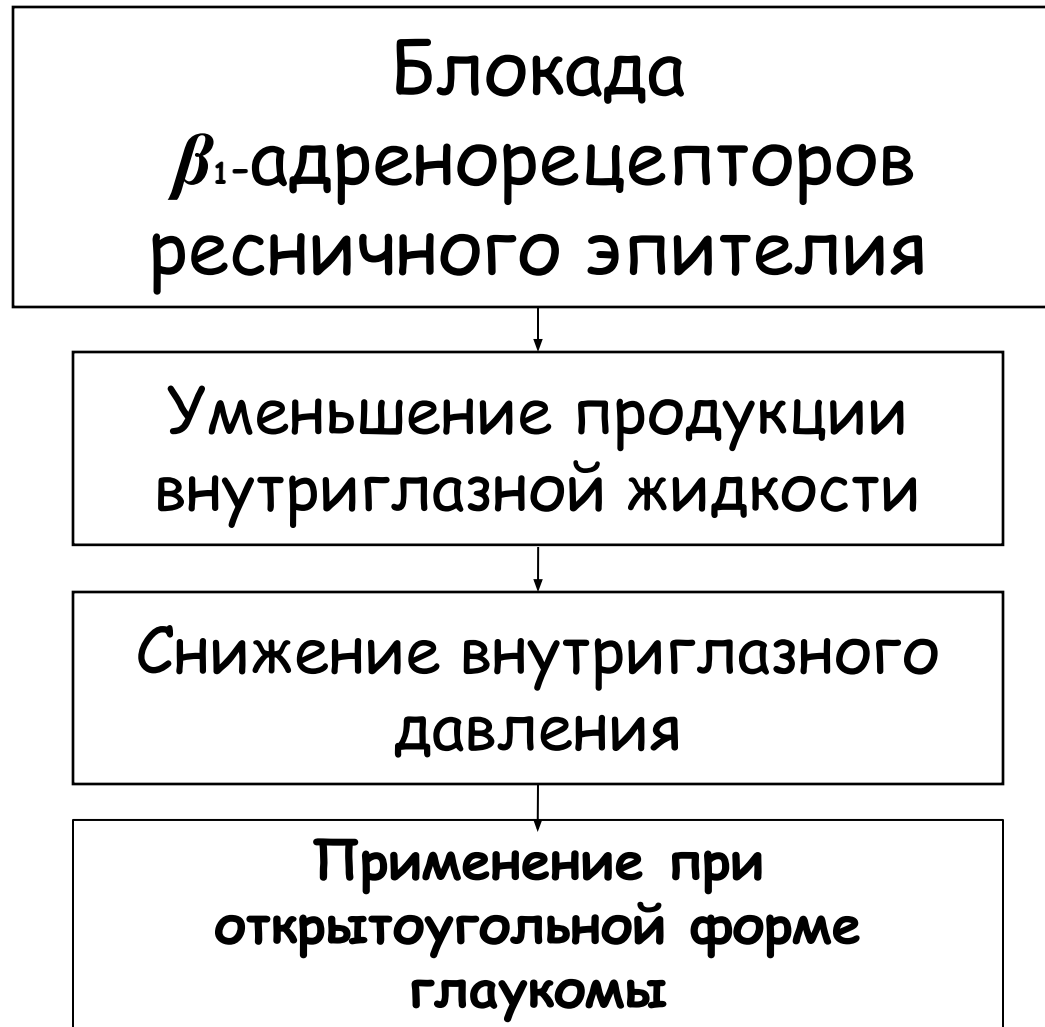 Блокада
β₁-адренорецепторов
ресничного эпителия
Уменьшение продукции
внутриглазной жидкости
Снижение внутриглазного
давления
Применение при
открытоугольной форме
глаукомы